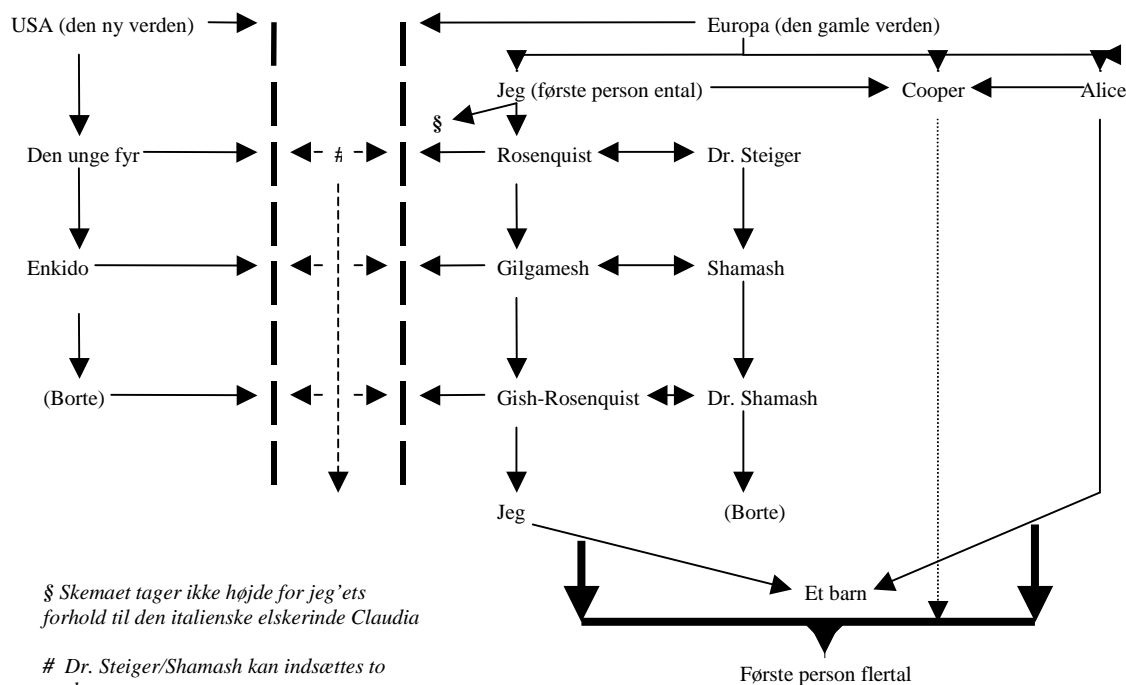 USA (den ny verden) Europa (den gamle verden)
Jeg (første person ental) Cooper Alice
§
Den unge fyr # Rosenquist Dr. Steiger
Enkido Gilgamesh Shamash
(Borte) Gish-Rosenquist Dr. Shamash
Jeg (Borte)
Et barn
§ Skemaet tager ikke højde for jeg’ets
forhold til den italienske elskerinde Claudia
# Dr. Steiger/Shamash kan indsættes to
Første person flertal